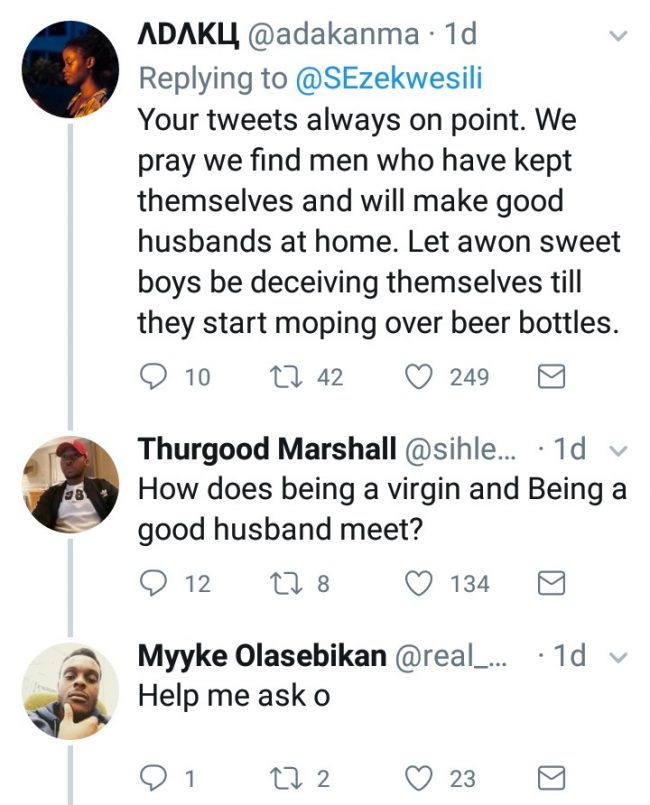 ΛDΛKЦ @adakanma · 1d
Replying to @SEzekwesili
Your tweets always on point. We
pray we find men who have kept
themselves and will make good
husbands at home. Let awon sweet
boys be deceiving themselves till
they start moping over beer bottles.
10 42 249
Thurgood Marshall @sihle... · 1d
How does being a virgin and Being a
good husband meet?
12 8 134
Myyke Olasebikan @real_... · 1d
Help me ask o
1 2 23